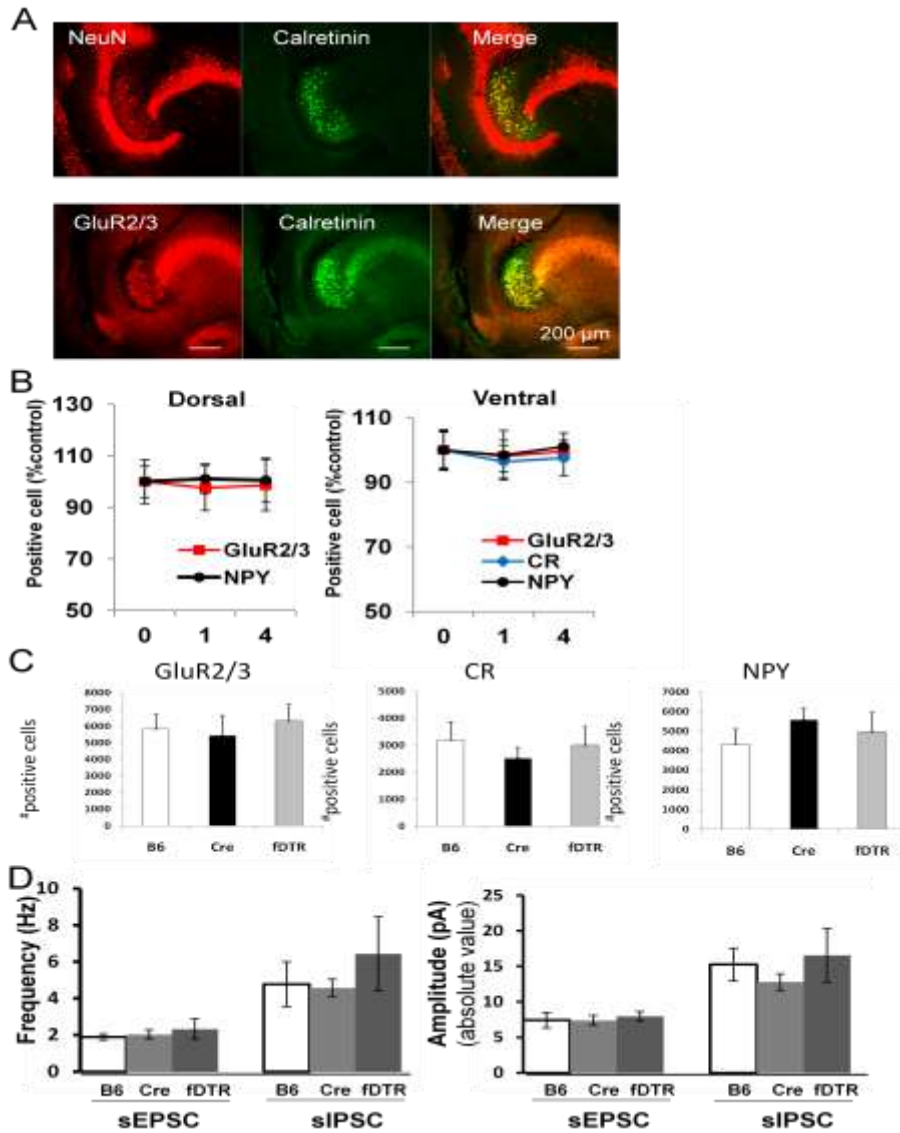 A
NeuN Calretinin Merge
GluR2/3 Calretinin Merge
200 µm
B
Dorsal
Positive cell (%control)
130
110
90
70
50
GluR2/3
NPY
0 1 4
Ventral
Positive cell (%control)
110
90
70
50
GluR2/3
CR
NPY
0 1 4
C
GluR2/3
#positive cells
8000
7000
6000
5000
4000
3000
2000
1000
0
B6 Cre fDTR
CR
#positive cells
5000
4000
3000
2000
1000
0
B6 Cre fDTR
NPY
#positive cells
7000
6000
5000
4000
3000
2000
1000
0
B6 Cre fDTR
D
Frequency (Hz)
10
8
6
4
2
0
B6 Cre fDTR B6 Cre fDTR
sEPSC sIPSC
Amplitude (pA)
(absolute value)
25
20
15
10
5
0
B6 Cre fDTR B6 Cre fDTR
sEPSC sIPSC